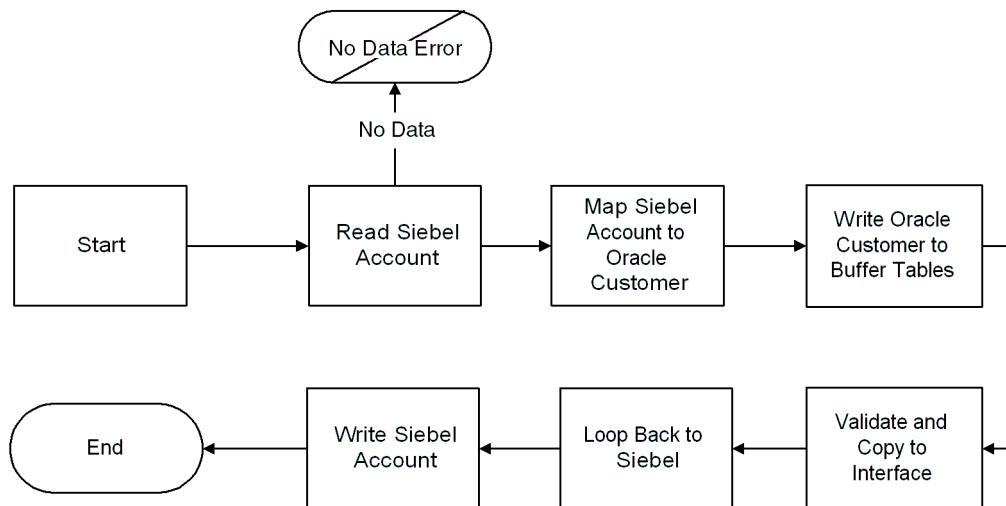 No Data Error
No Data
Start
Read Siebel
Account
Map Siebel
Account to
Oracle
Customer
Write Oracle
Customer to
Buffer Tables
End
Write Siebel
Account
Loop Back to
Siebel
Validate and
Copy to
Interface